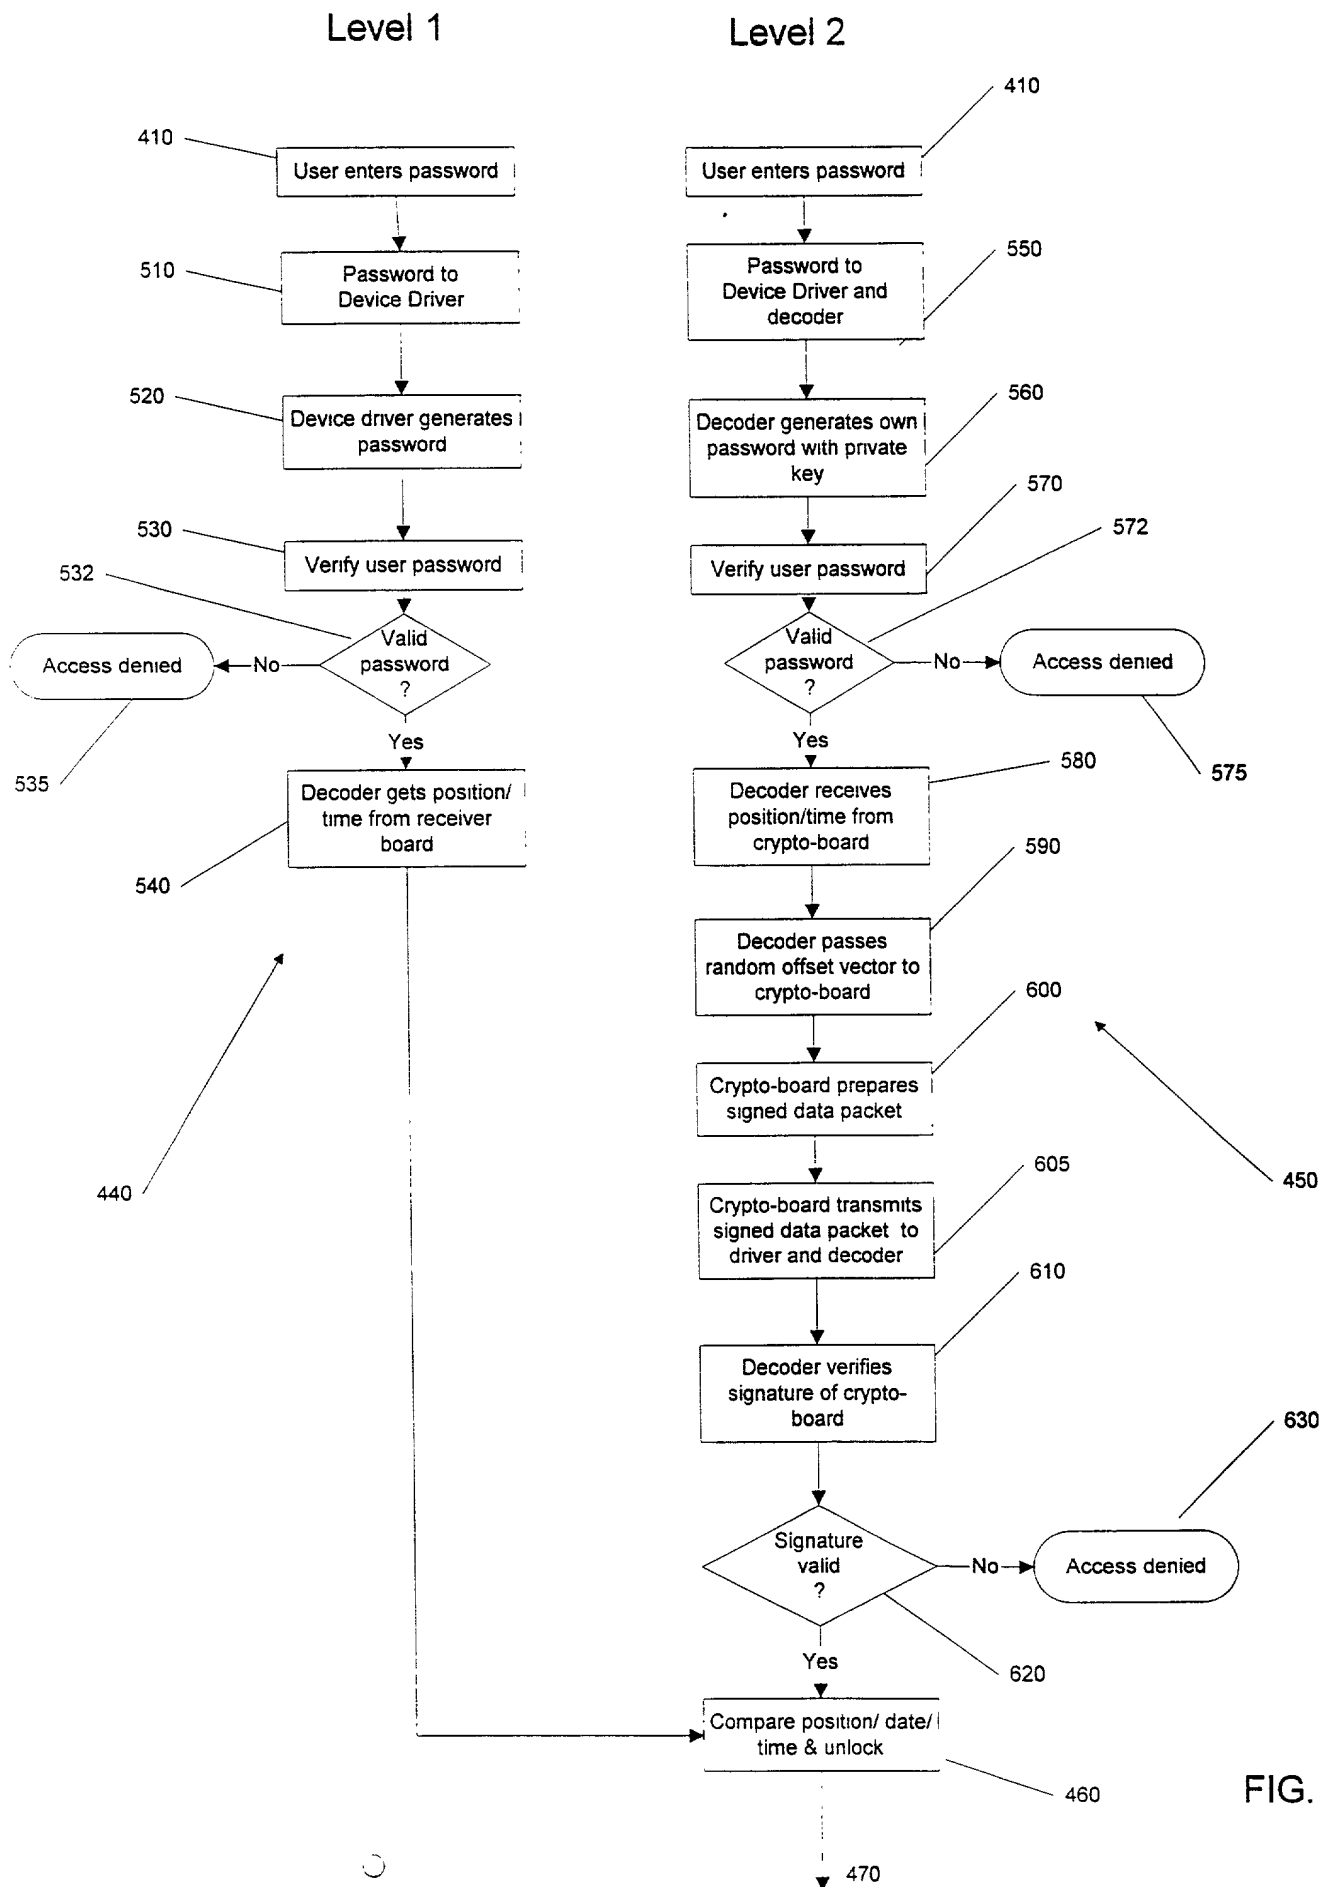 Level 1
Level 2
410
410
User enters password
User enters password
510
550
Password to
Device Driver
Password to
Device Driver and
decoder
520
560
Device driver generates
password
Decoder generates own
password with private
key
530
570
532
572
Verify user password
Verify user password
Valid
password
?
Valid
password
?
Access denied
No
No
Access denied
535
575
Yes
Yes
580
Decoder gets position/
time from receiver
board
Decoder receives
position/time from
crypto-board
540
590
Decoder passes
random offset vector to
crypto-board
600
Crypto-board prepares
signed data packet
605
440
450
Crypto-board transmits
signed data packet to
driver and decoder
610
Decoder verifies
signature of crypto-
board
630
Signature
valid
?
No
Access denied
Yes
620
Compare position/ date/
time & unlock
460
FIG.
470